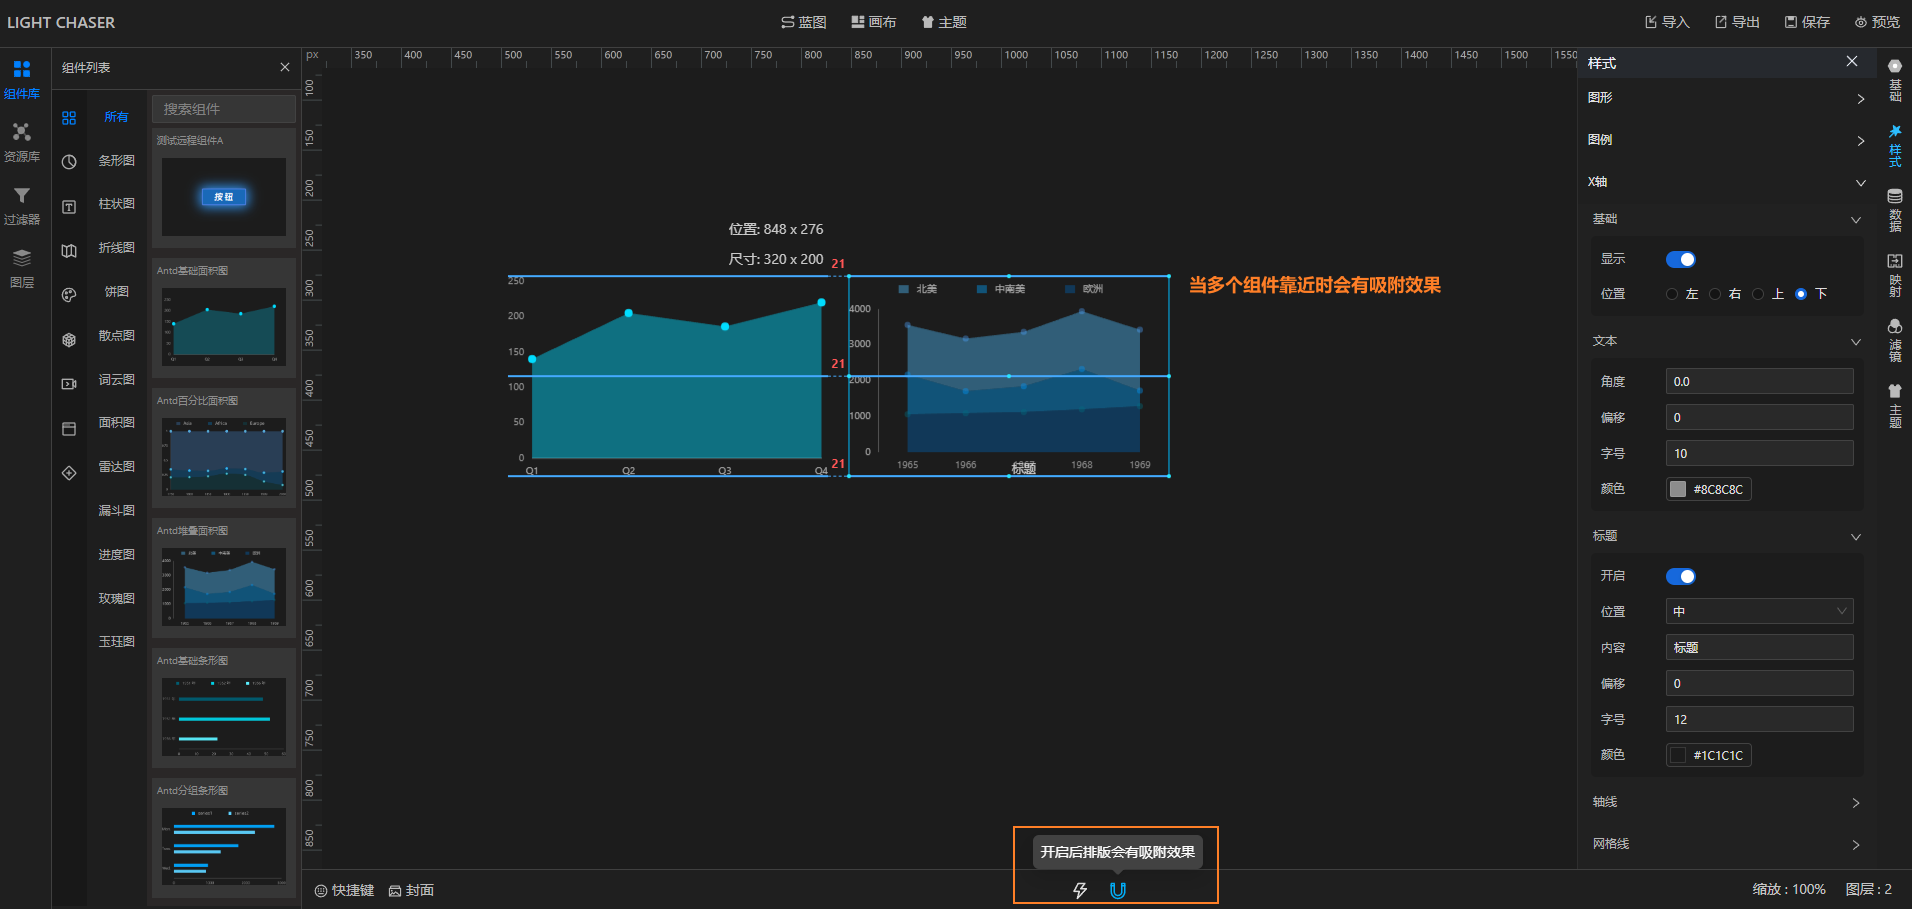 LIGHT CHASER
蓝图
画布
主题
导入
导出
保存
预览
组件库
资源库
过滤器
图层
组件列表
所有
条形图
柱状图
折线图
饼图
散点图
词云图
面积图
雷达图
漏斗图
进度图
玫瑰图
玉珏图
搜索组件
测试远程组件A
按钮
Antd基础面积图
Antd百分比面积图
Asia Africa Europe
Antd堆叠面积图
北美 中南美 欧洲
Antd基础条形图
Antd分组条形图
series1 series2
px 350 400 450 500 550 600 650 700 750 800 850 900 950 1000 1050 1100 1150 1200 1250 1300 1350 1400 1450 1500 1550
100
150
200
250
300
350
400
450
500
550
600
650
700
750
800
850
位置: 848 x 276
尺寸: 320 x 200
21
21
21
250
200
150
100
50
0
Q1 Q2 Q3 Q4
北美 中南美 欧洲
4000
3000
2000
1000
0
1965 1966 1967 1968 1969
标题
当多个组件靠近时会有吸附效果
开启后排版会有吸附效果
快捷键
封面
缩放 : 100%
图层 : 2
样式
图形
图例
X轴
基础
显示
位置 左 右 上 下
文本
角度 0.0
偏移 0
字号 10
颜色 #8C8C8C
标题
开启
位置 中
内容 标题
偏移 0
字号 12
颜色 #1C1C1C
轴线
网格线
基础
样式
数据
映射
滤镜
主题